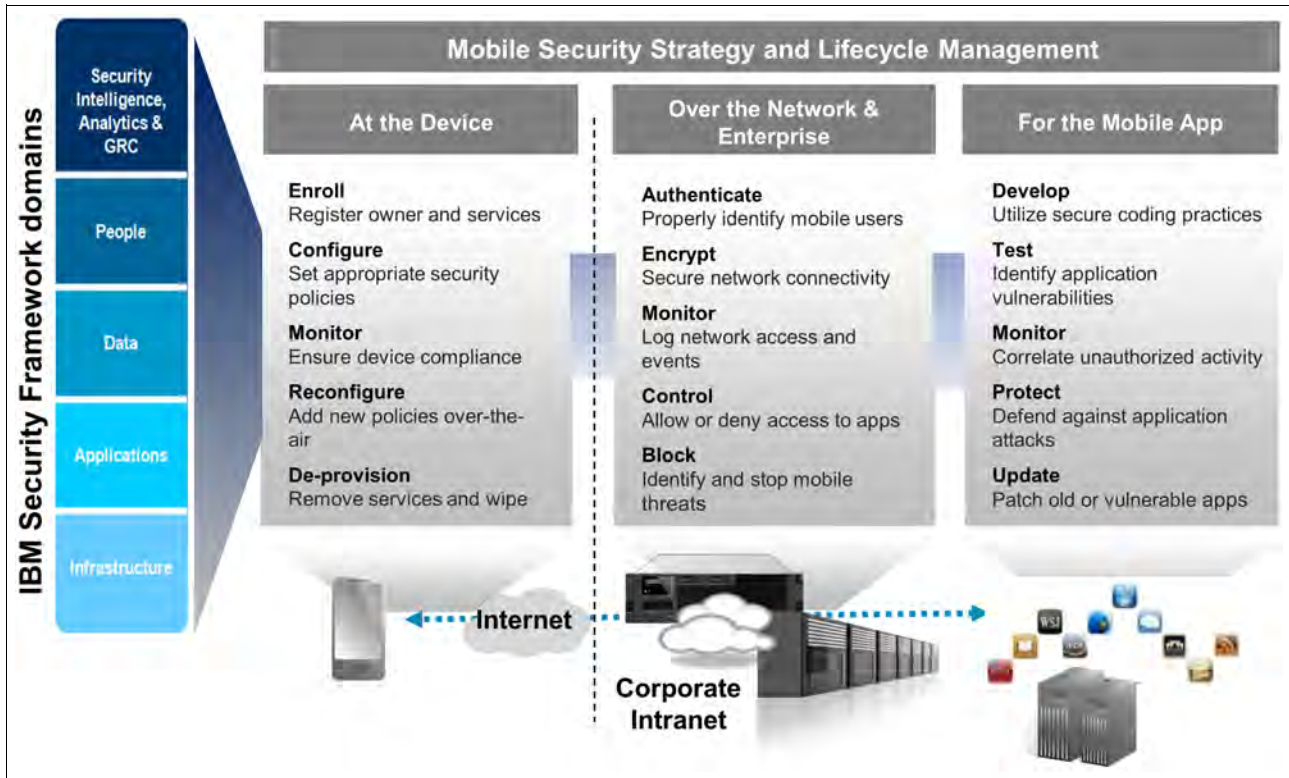 IBM Security Framework domains
Security
Intelligence,
Analytics &
GRC
People
Data
Applications
Infrastructure
Mobile Security Strategy and Lifecycle Management
At the Device
Enroll
Register owner and services
Configure
Set appropriate security
policies
Monitor
Ensure device compliance
Reconfigure
Add new policies over-the-
air
De-provision
Remove services and wipe
Over the Network &
Enterprise
Authenticate
Properly identify mobile users
Encrypt
Secure network connectivity
Monitor
Log network access and
events
Control
Allow or deny access to apps
Block
Identify and stop mobile
threats
For the Mobile App
Develop
Utilize secure coding practices
Test
Identify application
vulnerabilities
Monitor
Correlate unauthorized activity
Protect
Defend against application
attacks
Update
Patch old or vulnerable apps
Internet
Corporate
Intranet
WSJ